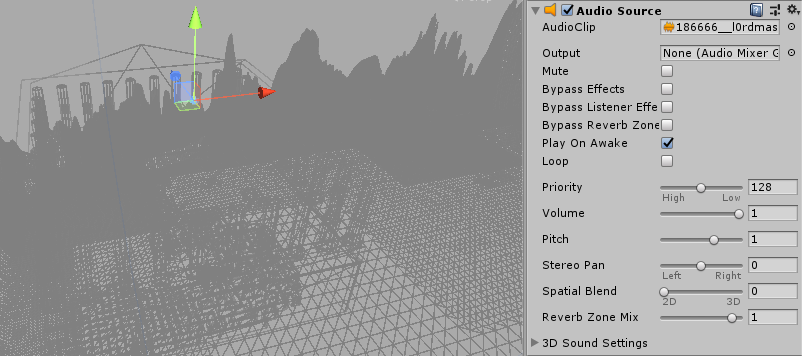 Audio Source
AudioClip 186666__l0rdmas
Output None (Audio Mixer G
Mute
Bypass Effects
Bypass Listener Effe
Bypass Reverb Zone
Play On Awake
Loop
Priority 128
High Low
Volume 1
Pitch 1
Stereo Pan 0
Left Right
Spatial Blend 0
2D 3D
Reverb Zone Mix 1
3D Sound Settings